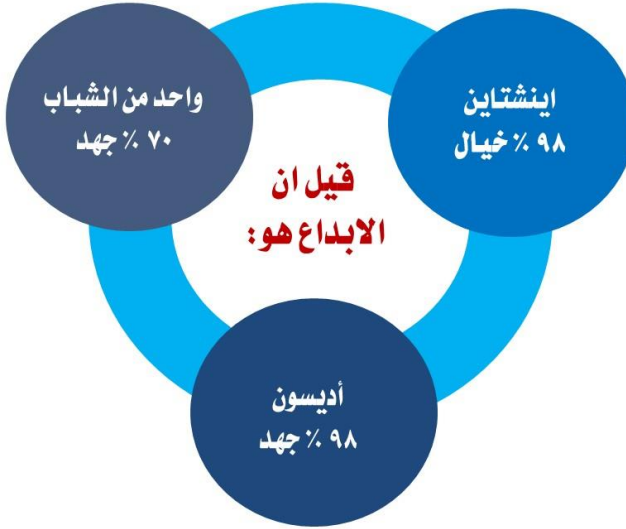 اينشتاين
٩٨ ٪ خيال
واحد من الشباب
٧٠ ٪ جهد
قيل ان
الابداع هو:
أديسون
٩٨ ٪ جهد